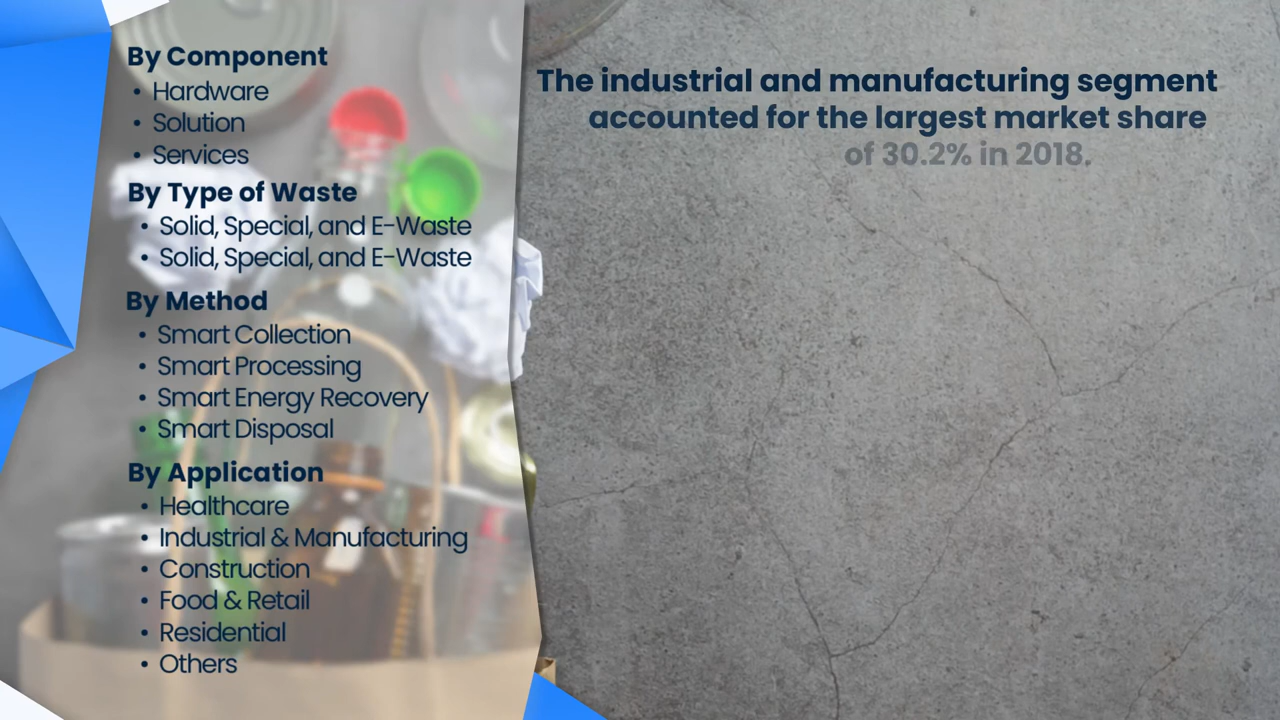 By Component
• Hardware
• Solution
• Services
By Type of Waste
• Solid, Special, and E-Waste
• Solid, Special, and E-Waste
By Method
• Smart Collection
• Smart Processing
• Smart Energy Recovery
• Smart Disposal
By Application
• Healthcare
• Industrial & Manufacturing
• Construction
• Food & Retail
• Residential
• Others
The industrial and manufacturing segment
accounted for the largest market share
of 30.2% in 2018.